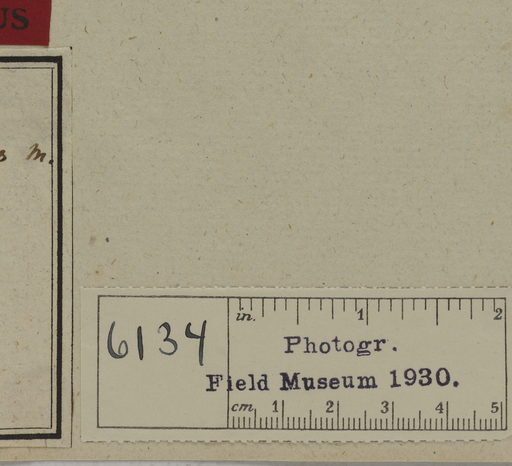 US
m.
in. 1 2
6134
Photogr.
Field Museum 1930.
cm 1 2 3 4 5